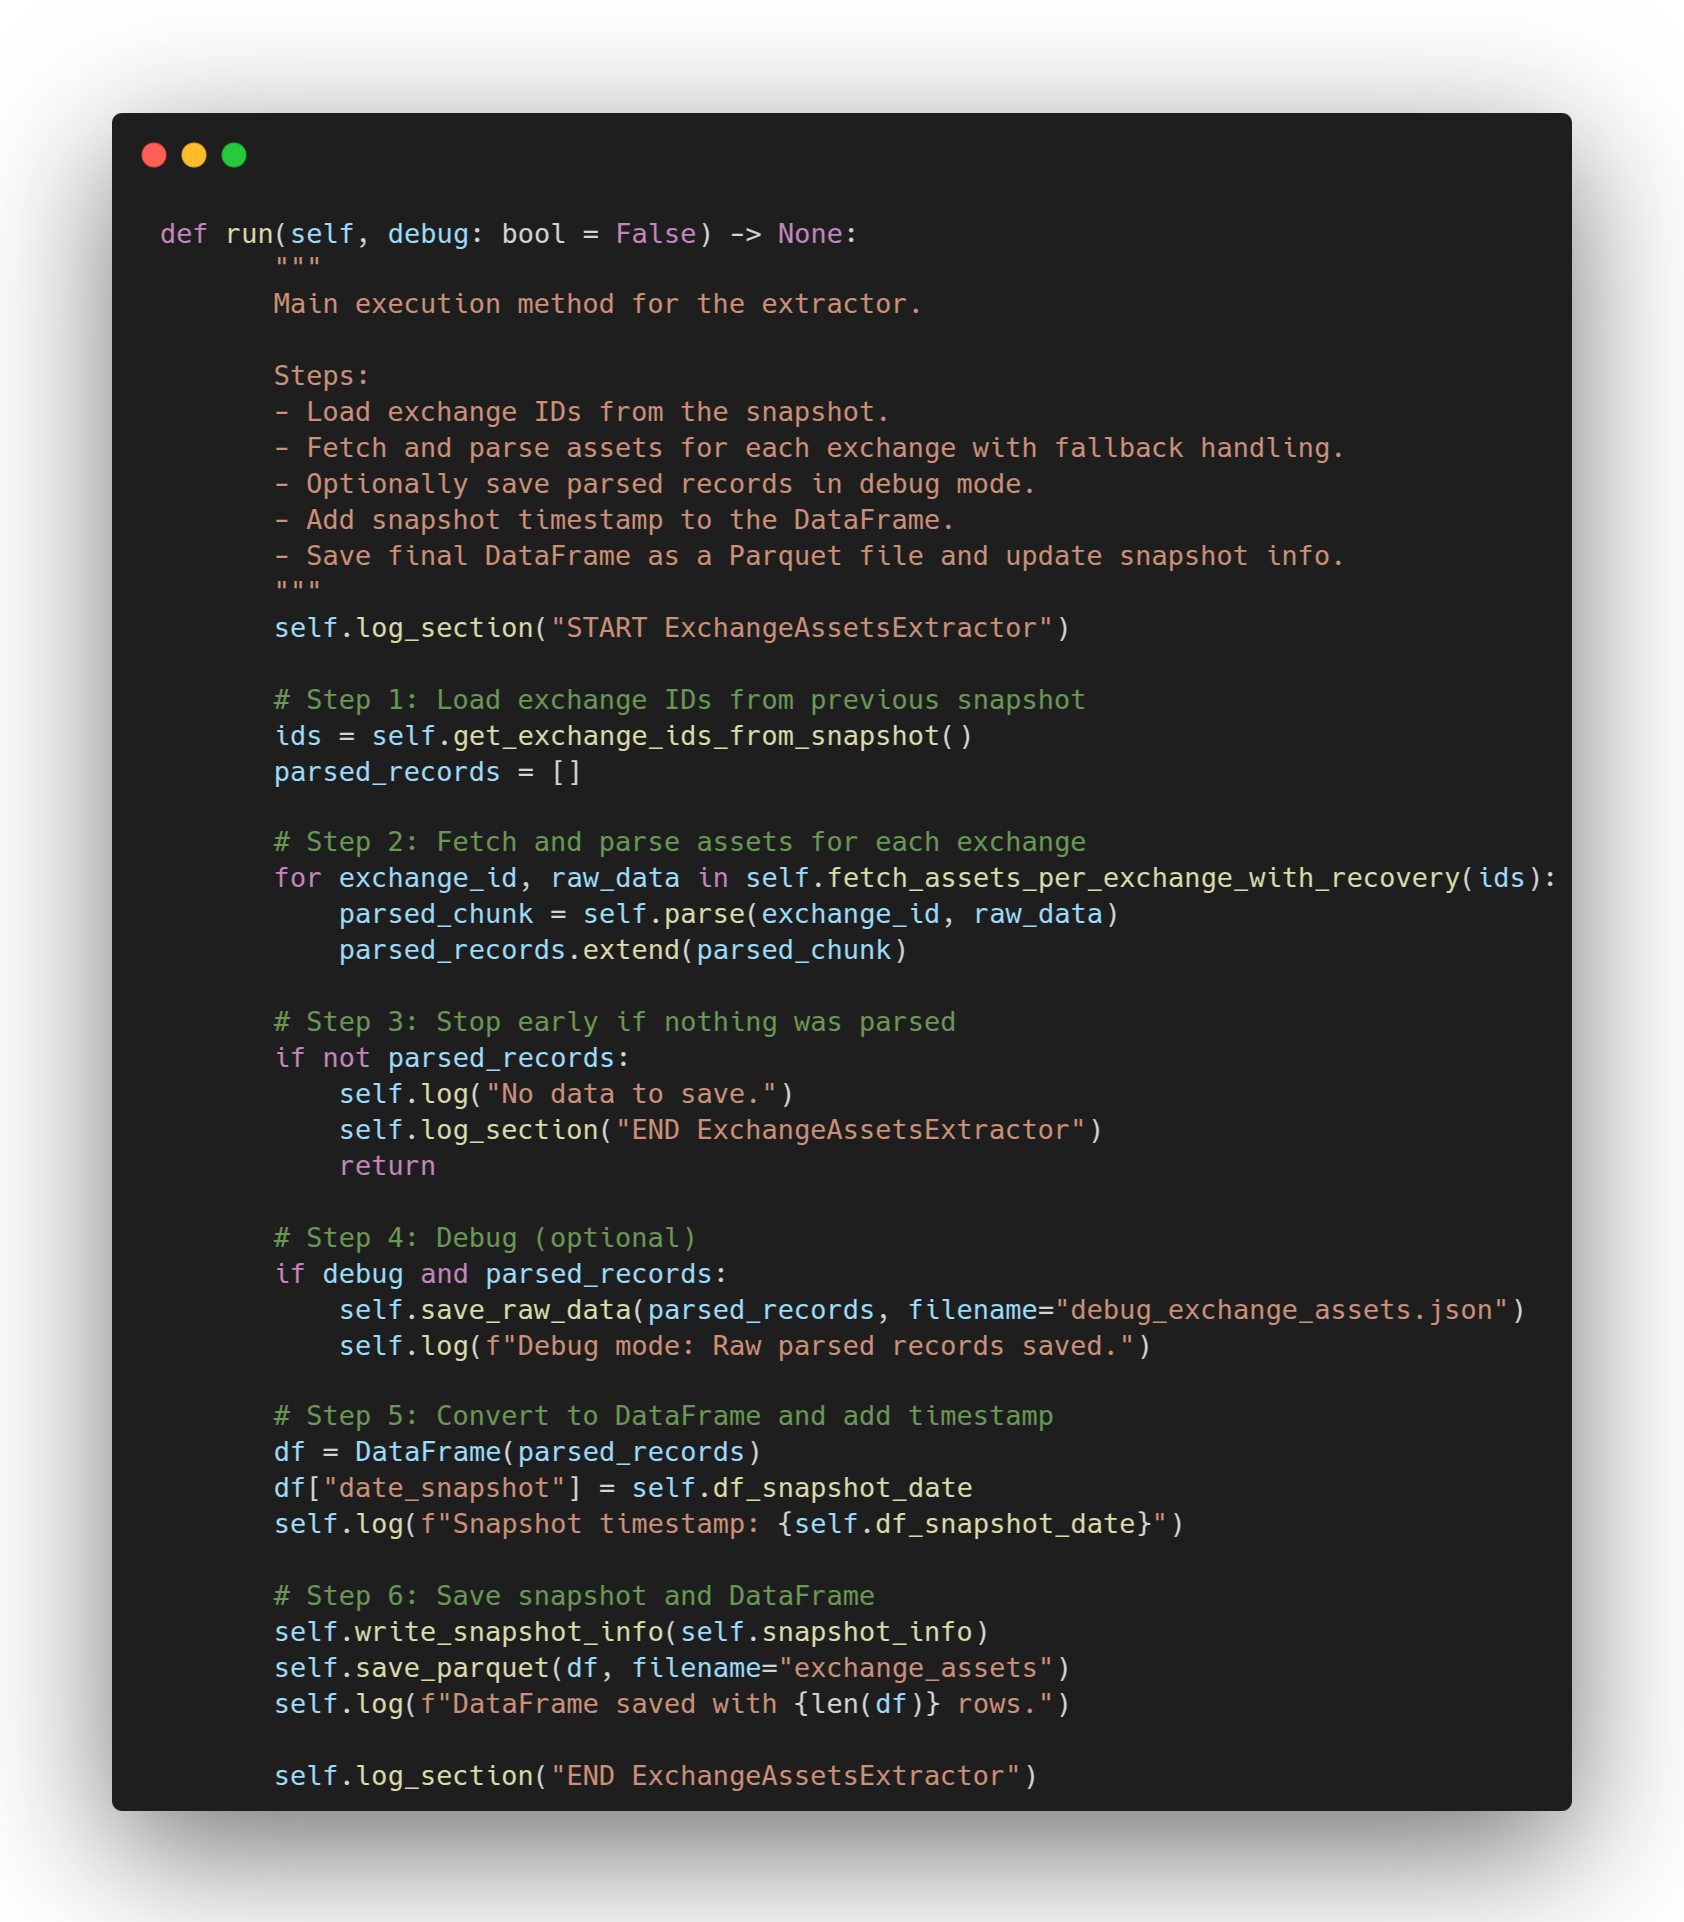 def run(self, debug: bool = False) -> None:
        """
        Main execution method for the extractor.

        Steps:
        - Load exchange IDs from the snapshot.
        - Fetch and parse assets for each exchange with fallback handling.
        - Optionally save parsed records in debug mode.
        - Add snapshot timestamp to the DataFrame.
        - Save final DataFrame as a Parquet file and update snapshot info.
        """
        self.log_section("START ExchangeAssetsExtractor")

        # Step 1: Load exchange IDs from previous snapshot
        ids = self.get_exchange_ids_from_snapshot()
        parsed_records = []

        # Step 2: Fetch and parse assets for each exchange
        for exchange_id, raw_data in self.fetch_assets_per_exchange_with_recovery(ids):
            parsed_chunk = self.parse(exchange_id, raw_data)
            parsed_records.extend(parsed_chunk)

        # Step 3: Stop early if nothing was parsed
        if not parsed_records:
            self.log("No data to save.")
            self.log_section("END ExchangeAssetsExtractor")
            return

        # Step 4: Debug (optional)
        if debug and parsed_records:
            self.save_raw_data(parsed_records, filename="debug_exchange_assets.json")
            self.log(f"Debug mode: Raw parsed records saved.")

        # Step 5: Convert to DataFrame and add timestamp
        df = DataFrame(parsed_records)
        df["date_snapshot"] = self.df_snapshot_date
        self.log(f"Snapshot timestamp: {self.df_snapshot_date}")

        # Step 6: Save snapshot and DataFrame
        self.write_snapshot_info(self.snapshot_info)
        self.save_parquet(df, filename="exchange_assets")
        self.log(f"DataFrame saved with {len(df)} rows.")

        self.log_section("END ExchangeAssetsExtractor")